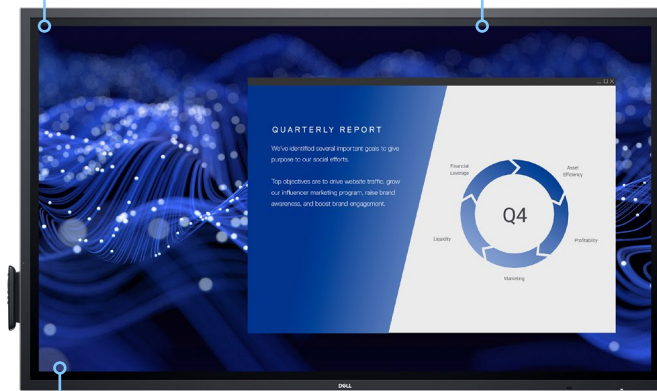 QUARTERLY REPORT
We've identified several important goals to give
purpose to our social efforts.
Top objectives are to drive website traffic, grow
our influencer marketing program, raise brand
awareness, and boost brand engagement.
Financial
Leverage
Asset
Efficiency
Q4
Liquidity
Profitability
Marketing
DELL